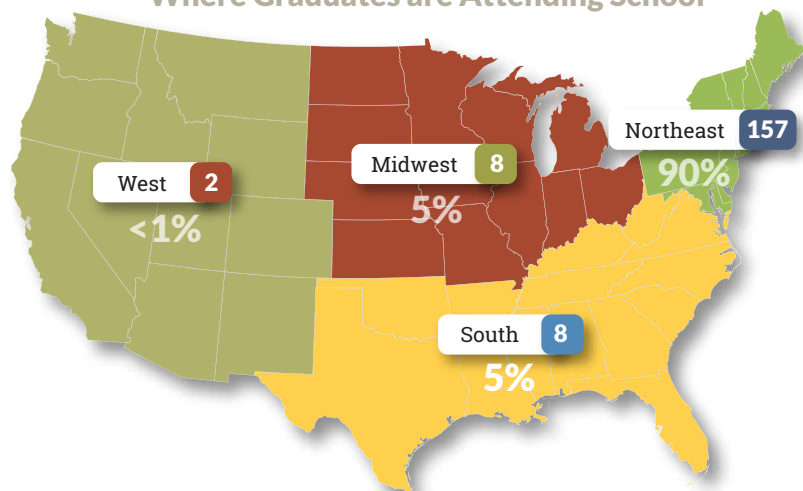 Where Graduates are Attending School
Northeast 157
90%
Midwest 8
5%
West 2
<1%
South 8
5%